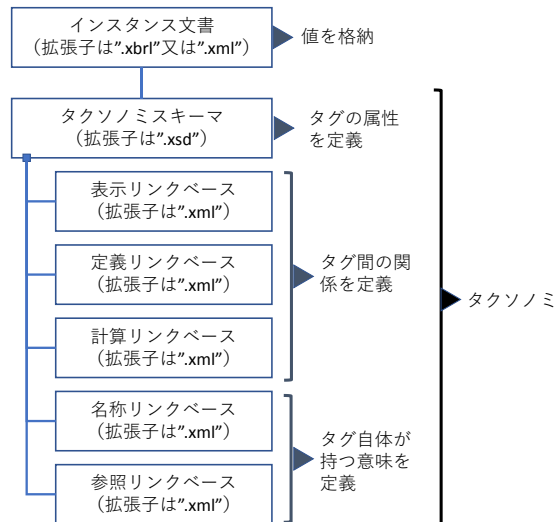 インスタンス文書
（拡張子は”.xbrl”又は”.xml”）
値を格納
タクソノミスキーマ
（拡張子は”.xsd”）
タグの属性
を定義
表示リンクベース
（拡張子は”.xml”）
定義リンクベース
（拡張子は”.xml”）
計算リンクベース
（拡張子は”.xml”）
タグ間の関
係を定義
タクソノミ
名称リンクベース
（拡張子は”.xml”）
参照リンクベース
（拡張子は”.xml”）
タグ自体が
持つ意味を
定義